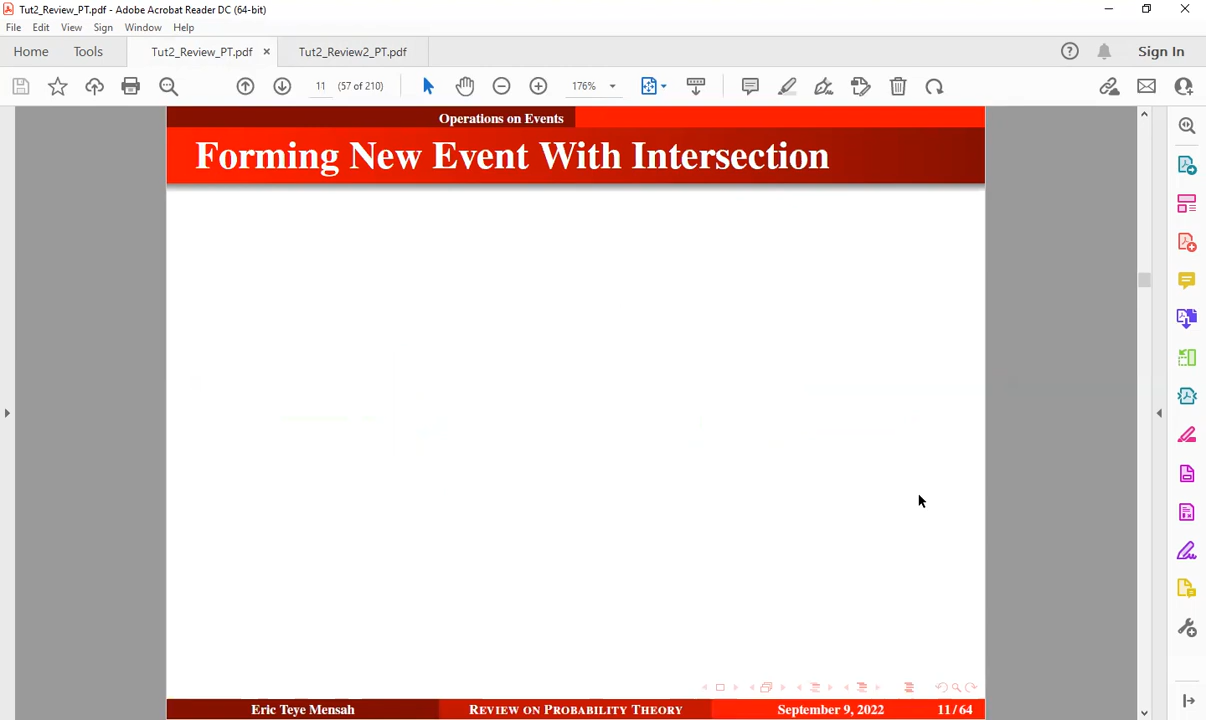 Tut2_Review_PT.pdf - Adobe Acrobat Reader DC (64-bit)
File Edit View Sign Window Help
Home Tools Tut2_Review_PT.pdf × Tut2_Review2_PT.pdf Sign In
11 (57 of 210) 176%
Operations on Events
Forming New Event With Intersection
Eric Teye Mensah REVIEW ON PROBABILITY THEORY September 9, 2022 11 / 64